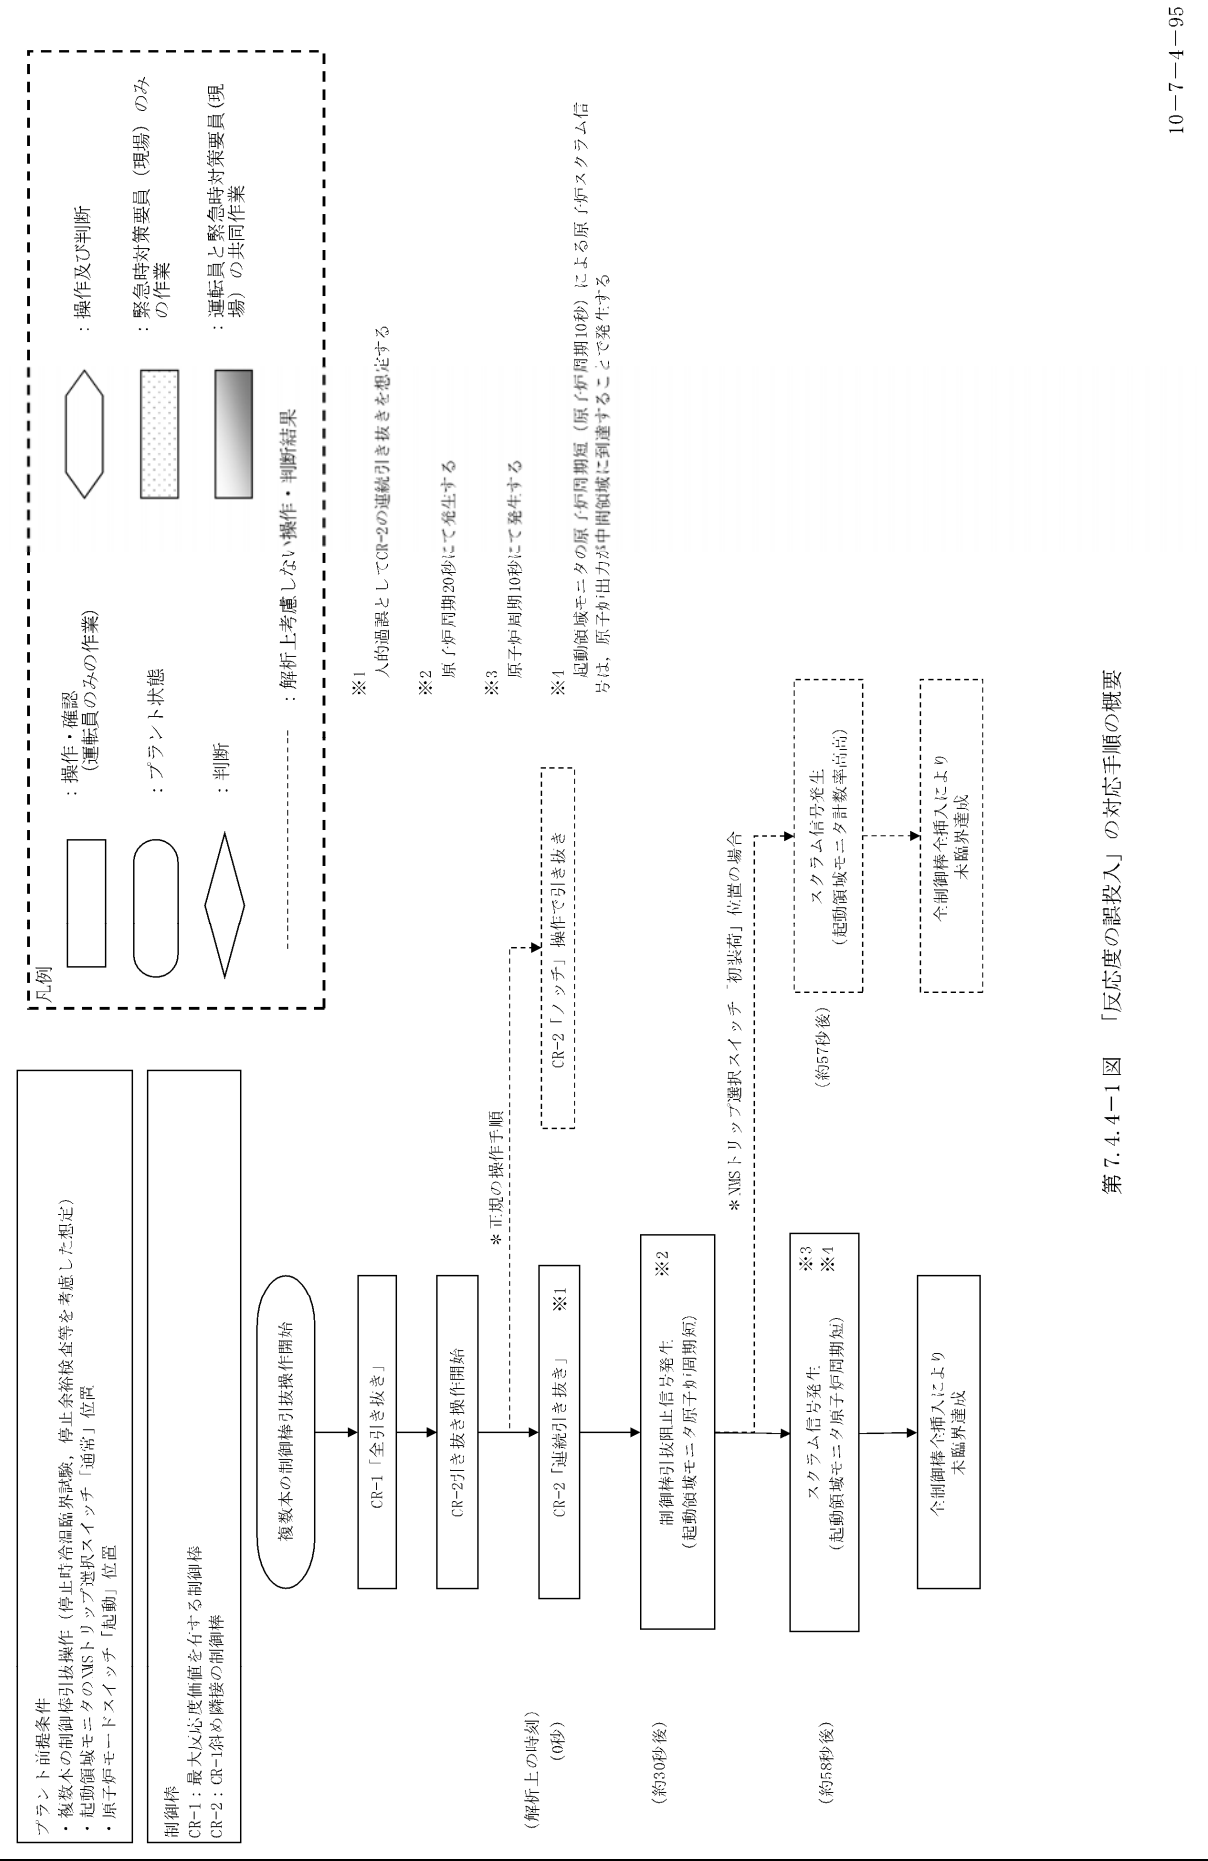 プラント前提条件
・複数本の制御棒引抜操作（停止時冷温臨界試験，停止余裕検査等を考慮した想定）
・起動領域モニタのNMSトリップ選択スイッチ「通常」位置
・原子炉モードスイッチ「起動」位置
制御棒
CR-1：最大反応度価値を有する制御棒
CR-2：CR-1斜め隣接の制御棒
凡例
：操作・確認
（運転員のみの作業）
：プラント状態
：判断
：操作及び判断
：緊急時対策要員（現場）のみ
の作業
：運転員と緊急時対策要員（現
場）の共同作業
：解析上考慮しない操作・判断結果
複数本の制御棒引抜操作開始
CR-1「全引き抜き」
CR-2引き抜き操作開始
＊正規の操作手順
（解析上の時刻）
（0秒）
CR-2「連続引き抜き」 ※1
CR-2「ノッチ」操作で引き抜き
（約30秒後）
制御棒引抜阻止信号発生 ※2
（起動領域モニタ原子炉周期短）
＊NMSトリップ選択スイッチ「初装荷」位置の場合
（約58秒後）
スクラム信号発生 ※3
（起動領域モニタ原子炉周期短） ※4
（約57秒後）
スクラム信号発生
（起動領域モニタ計数率高高）
全制御棒全挿入により
未臨界達成
全制御棒全挿入により
未臨界達成
※1
人的過誤としてCR-2の連続引き抜きを想定する
※2
原子炉周期20秒にて発生する
※3
原子炉周期10秒にて発生する
※4
起動領域モニタの原子炉周期短（原子炉周期10秒）による原子炉スクラム信
号は，原子炉出力が中間領域に到達することで発生する
第7.4.4-1図　「反応度の誤投入」の対応手順の概要
10-7-4-95